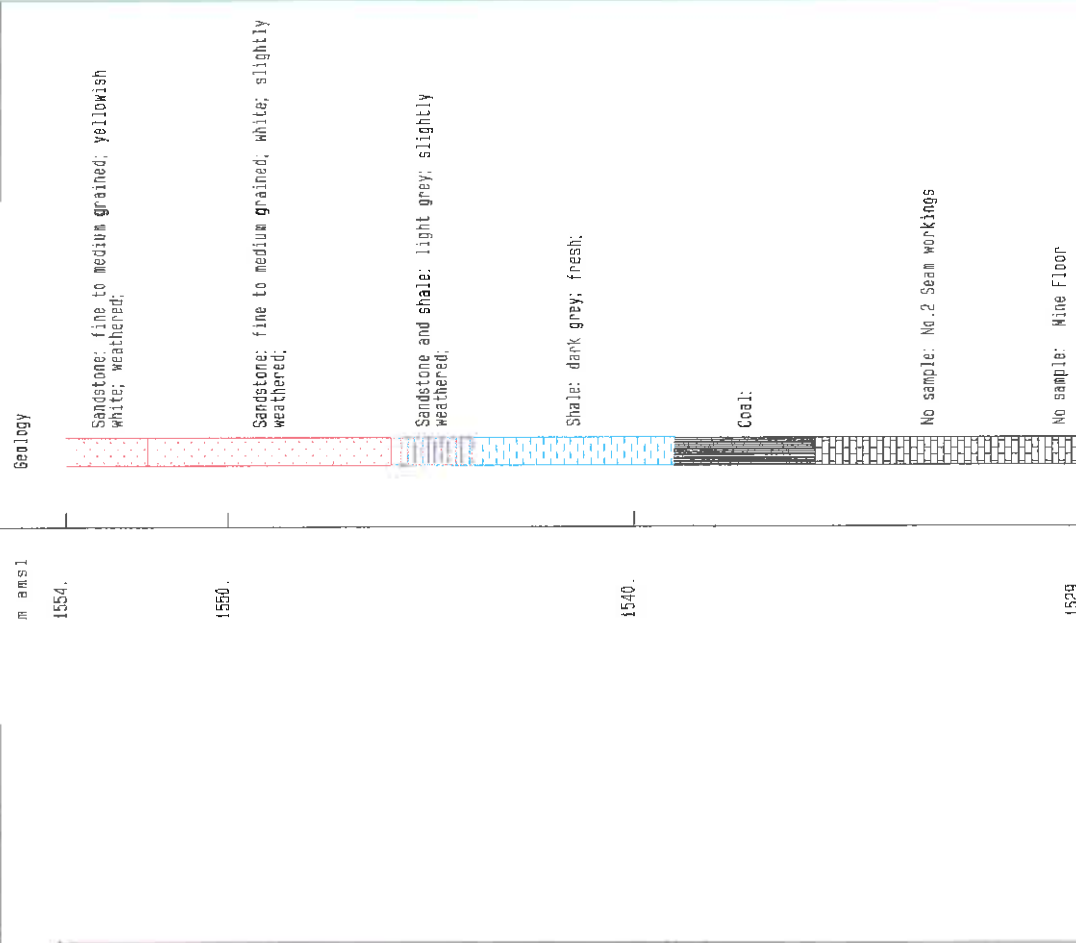 m amsl
Geology
1554.
Sandstone: fine to medium grained; yellowish
white; weathered;
1550.
Sandstone: fine to medium grained; white; slightly
weathered;
Sandstone and shale: light grey; slightly
weathered;
Shale: dark grey; fresh;
1540.
Coal:
No sample: No.2 Seam workings
No sample: Mine Floor
1529